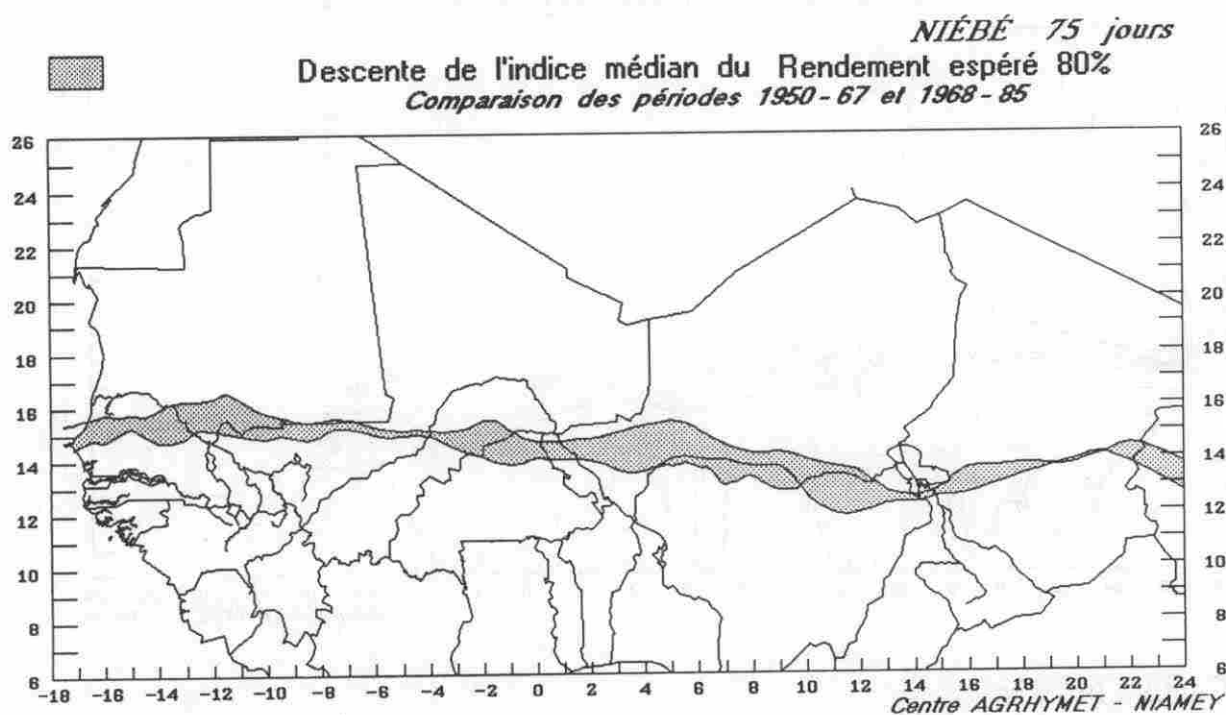 NIÉBÉ 75 jours
Descente de l'indice médian du Rendement espéré 80%
Comparaison des périodes 1950-67 et 1968-85
26 26
24 24
22 22
20 20
18 18
16 16
14 14
12 12
10 10
8 8
6 6
-18 -16 -14 -12 -10 -8 -6 -4 -2 0 2 4 6 8 10 12 14 16 18 20 22 24
Centre AGRHYMET - NIAMEY